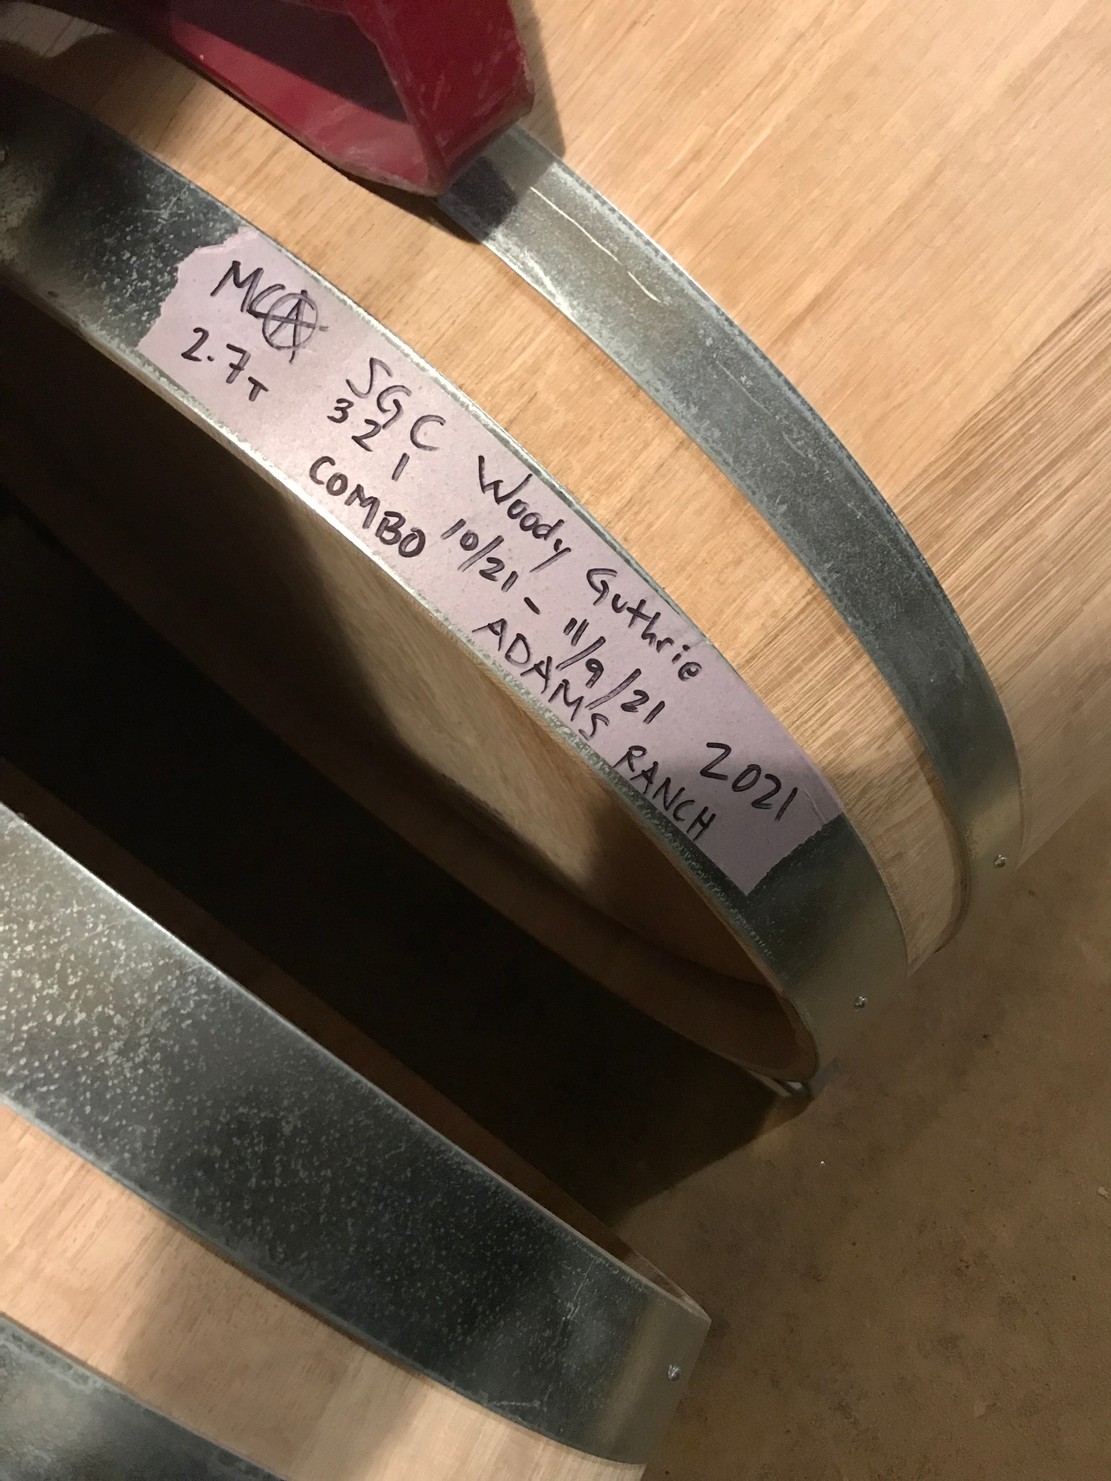 MCA SGC Woody Guthrie 2021
2.7T 321 10/21 - 11/9/21
COMBO ADAMS RANCH